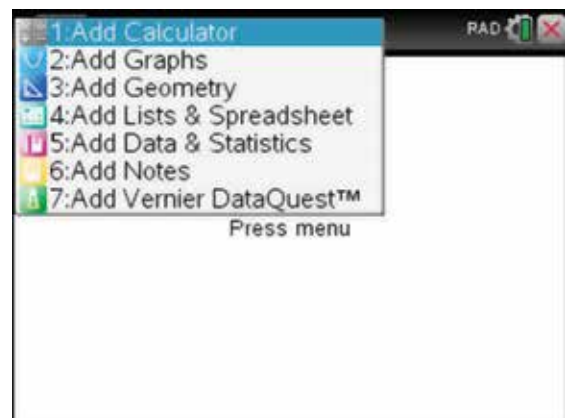 1:Add Calculator
RAD
2:Add Graphs
3:Add Geometry
4:Add Lists & Spreadsheet
5:Add Data & Statistics
6:Add Notes
7:Add Vernier DataQuest™
Press menu